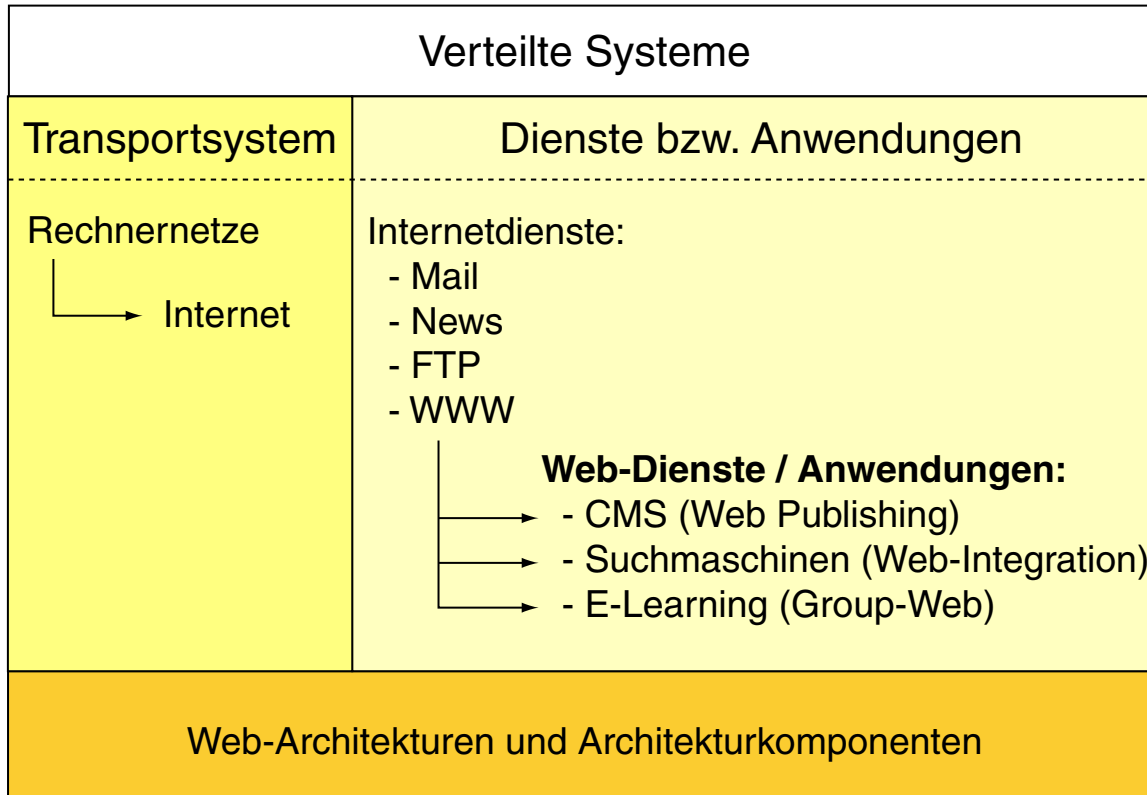 Verteilte Systeme
Transportsystem
Dienste bzw. Anwendungen
Rechnernetze
Internet
Internetdienste:
- Mail
- News
- FTP
- WWW
Web-Dienste / Anwendungen:
- CMS (Web Publishing)
- Suchmaschinen (Web-Integration)
- E-Learning (Group-Web)
Web-Architekturen und Architekturkomponenten